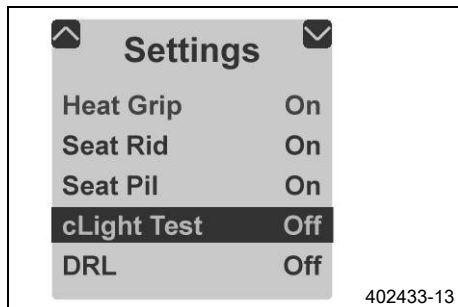 Settings
Heat Grip On
Seat Rid On
Seat Pil On
cLight Test Off
DRL Off
402433-13